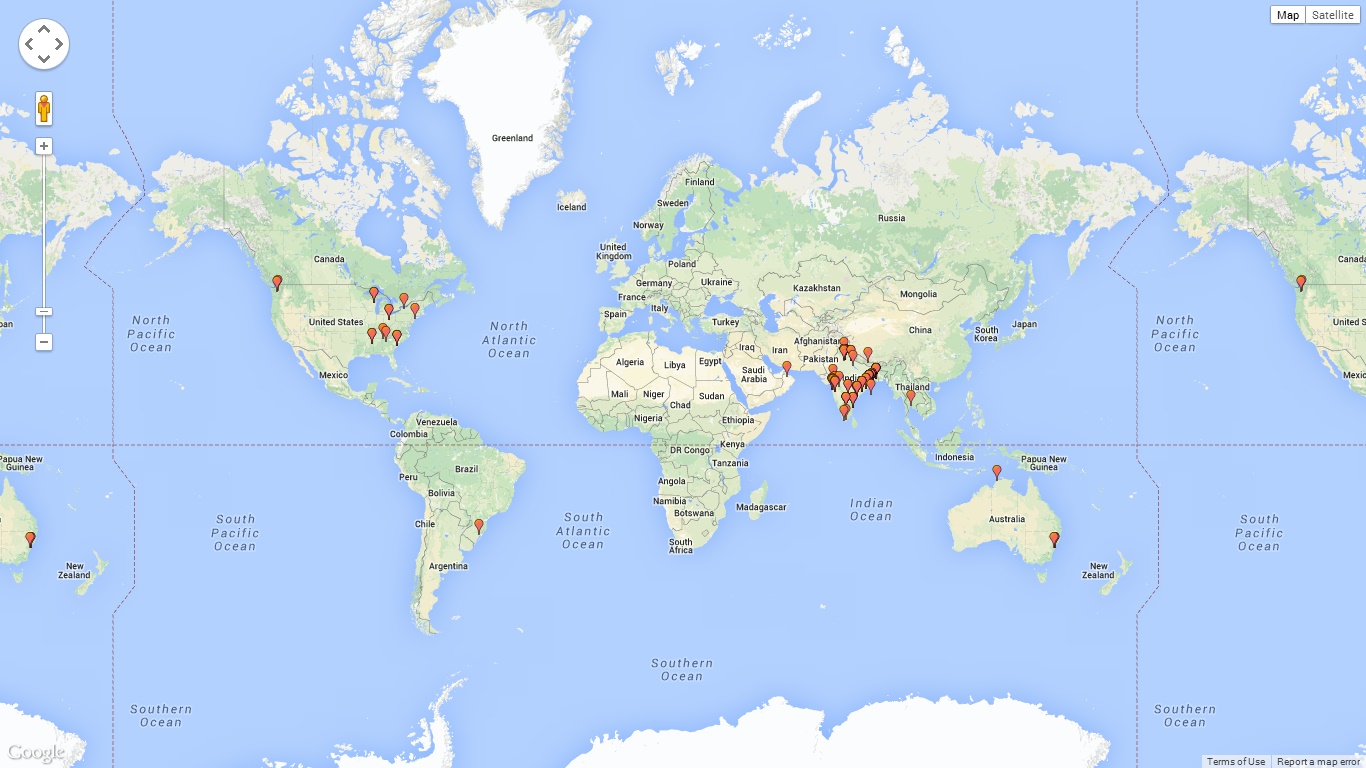 Map Satellite
Greenland
Iceland
Finland
Sweden
Norway
Russia
United
Kingdom
Canada
Canada
Poland
Germany
Ukraine
France
Kazakhstan
Mongolia
Italy
Spain
Turkey
North
Pacific
Ocean
United States
North
Atlantic
Ocean
China
South
Korea
Japan
North
Pacific
Ocean
United S
pan
Afghanistan
Iraq
Iran
Pakistan
Algeria
Libya
Egypt
Saudi
Arabia
Mexico
Mexic
Indi
Thailand
Mali
Niger
Sudan
Chad
Nigeria
Ethiopia
Venezuela
Colombia
Kenya
DR Congo
Tanzania
Indonesia
Papua New
Guinea
Papua New
Guinea
Brazil
Peru
Angola
Bolivia
Namibia
Botswana
Madagascar
Indian
Ocean
Australia
South
Pacific
Ocean
Chile
South
Atlantic
Ocean
South
Africa
South
Pacific
Ocean
New
Zealand
Argentina
New
Zealand
Southern
Ocean
Southern
Ocean
Southern
Ocean
Google
Terms of Use Report a map error